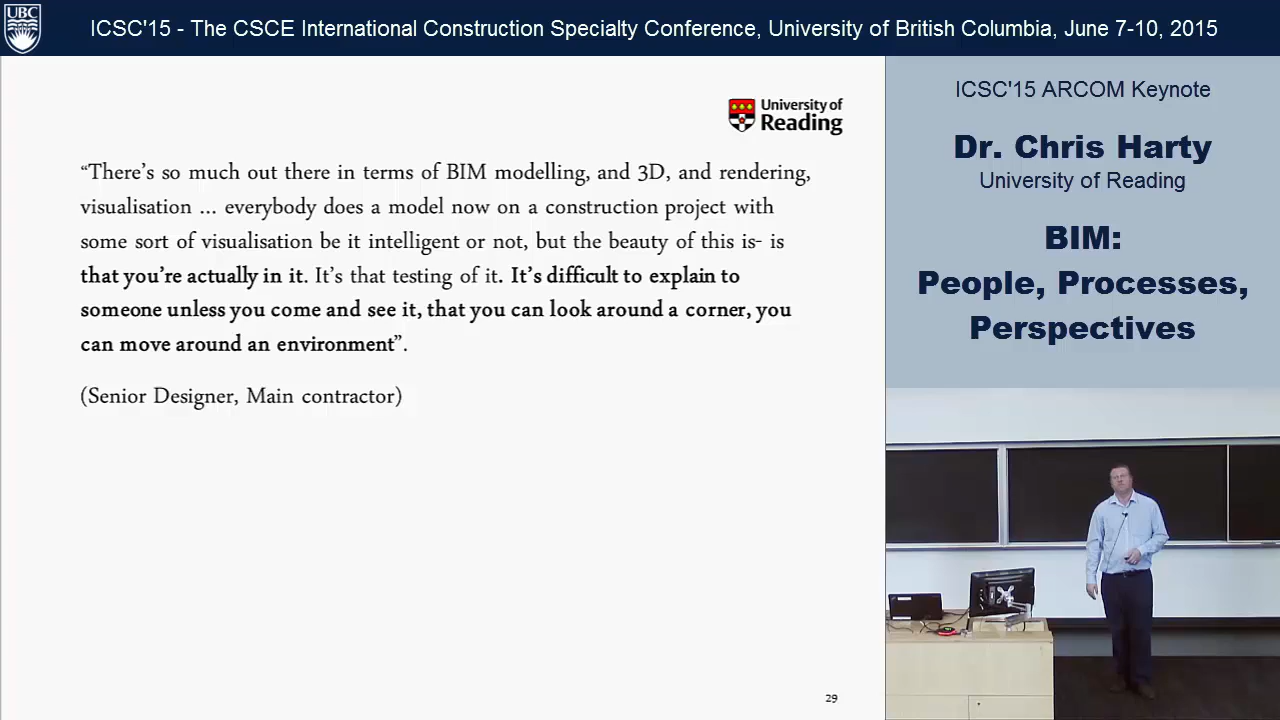 UBC
ICSC'15 - The CSCE International Construction Specialty Conference, University of British Columbia, June 7-10, 2015
University of
Reading
“There’s so much out there in terms of BIM modelling, and 3D, and rendering,
visualisation ... everybody does a model now on a construction project with
some sort of visualisation be it intelligent or not, but the beauty of this is- is
that you’re actually in it. It’s that testing of it. It’s difficult to explain to
someone unless you come and see it, that you can look around a corner, you
can move around an environment”.
(Senior Designer, Main contractor)
29
ICSC'15 ARCOM Keynote
Dr. Chris Harty
University of Reading
BIM:
People, Processes,
Perspectives